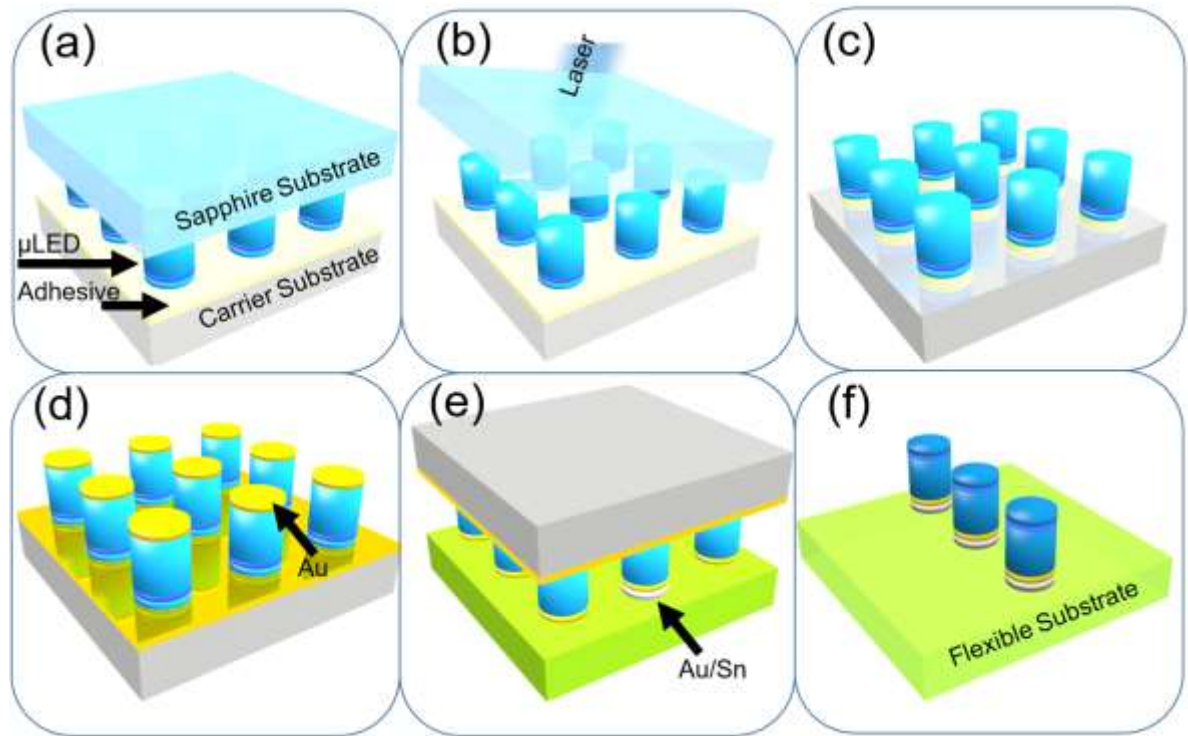 (a)
Sapphire Substrate
µLED
Adhesive
Carrier Substrate
(b)
Laser
(c)
(d)
Au
(e)
Au/Sn
(f)
Flexible Substrate